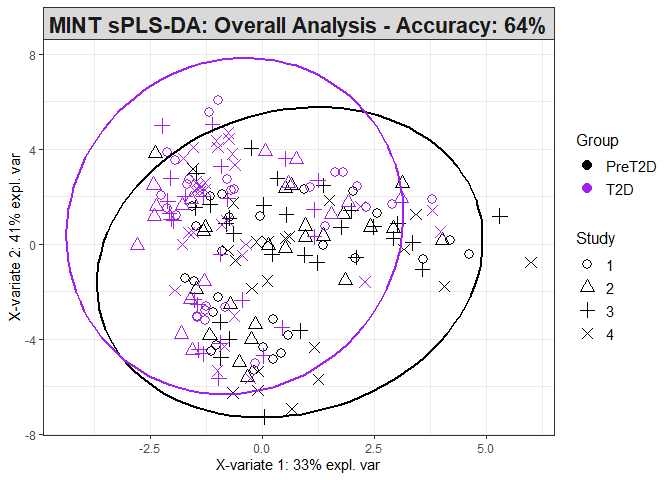 MINT sPLS-DA: Overall Analysis - Accuracy: 64%
8
4
0
-4
-8
X-variate 2: 41% expl. var
-2.5
0.0
2.5
5.0
X-variate 1: 33% expl. var
Group
PreT2D
T2D
Study
1
2
3
4